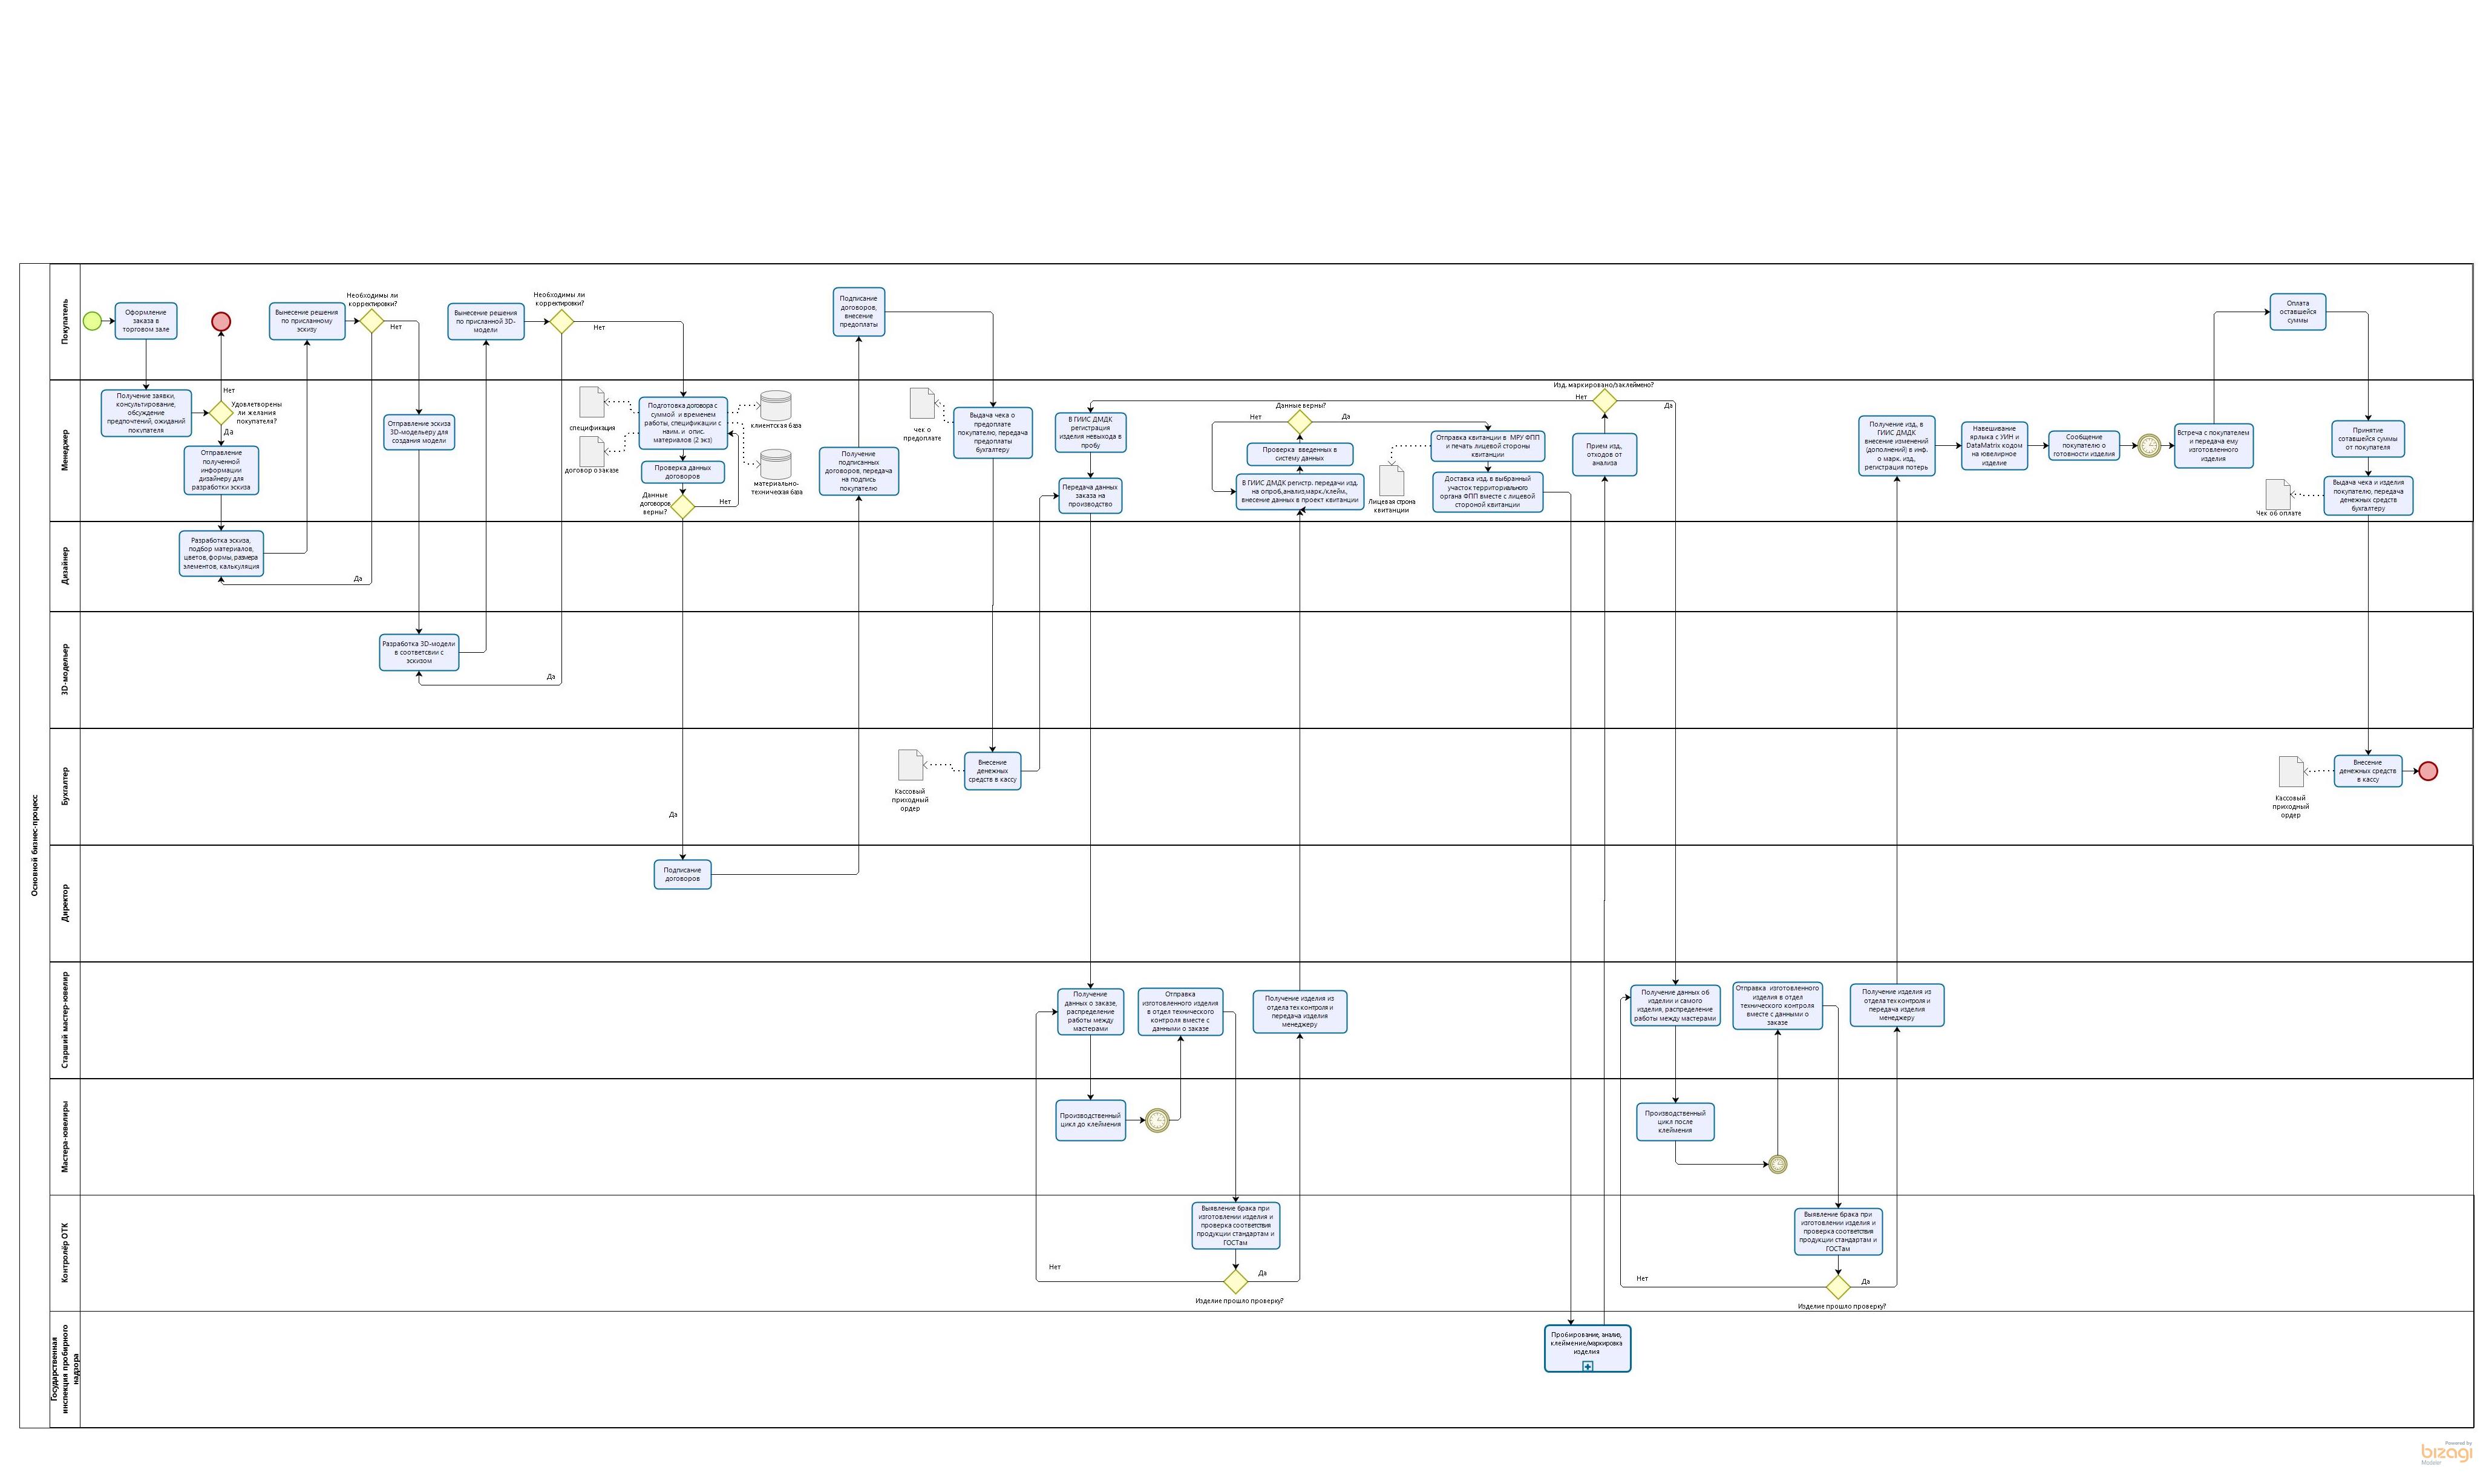 Основной бизнес-процесс
Покупатель
Оформление
заказа в
торговом зале
Вынесение решения
по присланному
эскизу
Необходимы ли
корректировки?
Нет
Вынесение решения
по присланной 3D-
модели
Необходимы ли
корректировки?
Нет
Подписание
договоров,
внесение
предоплаты
Оплата
оставшейся
суммы
Менеджер
Получение заявки,
консультирование,
обсуждение
предпочтений, ожиданий
покупателя
Нет
Удовлетворены
ли желания
покупателя?
Да
Отправление
полученной
информации
дизайнеру для
разработки эскиза
Отправление эскиза
3D-модельеру для
создания модели
спецификация
договор о заказе
Подготовка договора с
суммой и временем
работы, спецификации с
наим. и опис.
материалов (2 экз)
клиентская база
материально-
техническая база
Проверка данных
договоров
Данные
договоров
верны?
Нет
Получение
подписанных
договоров, передача
на подпись
покупателю
чек о
предоплате
Выдача чека о
предоплате
покупателю, передача
предоплаты
бухгалтеру
В ГИИС ДМДК
регистрация
изделия невыхода в
пробу
Передача данных
заказа на
производство
Данные верны?
Нет
Да
Проверка введенных в
систему данных
В ГИИС ДМДК регистр. передачи изд.
на опроб,анализ,марк./клейм.,
внесение данных в проект квитанции
Лицевая строна
квитанции
Отправка квитанции в МРУ ФПП
и печать лицевой стороны
квитанции
Доставка изд. в выбранный
участок территориального
органа ФПП вместе с лицевой
стороной квитанции
Изд. маркировано/заклеймено?
Нет
Да
Прием изд,
отходов от
анализа
Получение изд, в
ГИИС ДМДК
внесение изменений
(дополнений) в инф.
о марк. изд,
регистрация потерь
Навешивание
ярлыка с УИН и
DataMatrix кодом
на ювелирное
изделие
Сообщение
покупателю о
готовности изделия
Встреча с покупателем
и передача ему
изготовленного
изделия
Принятие
соташейся суммы
от покупателя
Чек об оплате
Выдача чека и изделия
покупателю, передача
денежных средств
бухгалтеру
Дизайнер
Разработка эскиза,
подбор материалов,
цветов, формы, размера
элементов, калькуляция
Да
3D-модельер
Разработка 3D-модели
в соответсвии с
эскизом
Да
Бухгалтер
Да
Кассовый
приходный
ордер
Внесение
денежных
средств в кассу
Кассовый
приходный
ордер
Внесение
денежных средств
в кассу
Директор
Подписание
договоров
Старший мастер-ювелир
Получение
данных о заказе,
распределение
работы между
мастерами
Отправка
изготовленного изделия
в отдел технического
контроля вместе с
данными о заказе
Получение изделия из
отдела тех контроля и
передача изделия
менеджеру
Получение данных об
изделии и самого
изделия, распределение
работы между мастерами
Отправка изготовленного
изделия в отдел
технического контроля
вместе с данными о
заказе
Получение изделия из
отдела тех контроля и
передача изделия
менеджеру
Мастера-ювелиры
Производственный
цикл до клеймения
Производственный
цикл после
клеймения
Контролёр ОТК
Выявление брака при
изготовлении изделия и
проверка соответствия
продукции стандартам и
ГОСТам
Нет
Да
Изделие прошло проверку?
Выявление брака при
изготовлении изделия и
проверка соответствия
продукции стандартам и
ГОСТам
Нет
Да
Изделие прошло проверку?
Государственная
инспекция пробирного
надзора
Пробирование, анализ,
клеймение/маркировка
изделия
Powered by
bizagi
Modeler